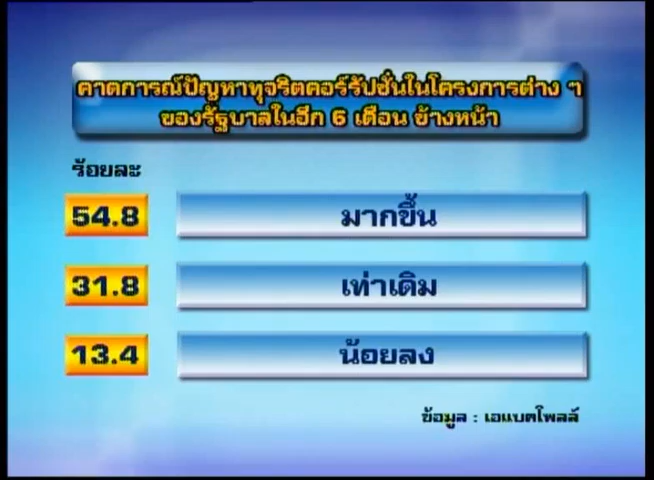 คาดการณ์ปัญหาทุจริตคอร์รัปชั่นในโครงการต่าง ๆ
ของรัฐบาลในอีก 6 เดือน ข้างหน้า
ร้อยละ
54.8 มากขึ้น
31.8 เท่าเดิม
13.4 น้อยลง
ข้อมูล : เอแบคโพลล์